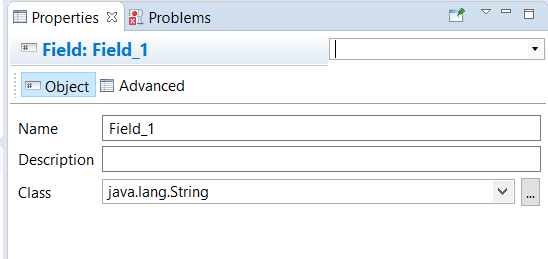 Properties Problems
Field: Field_1
Object Advanced
Name Field_1
Description
Class java.lang.String ...